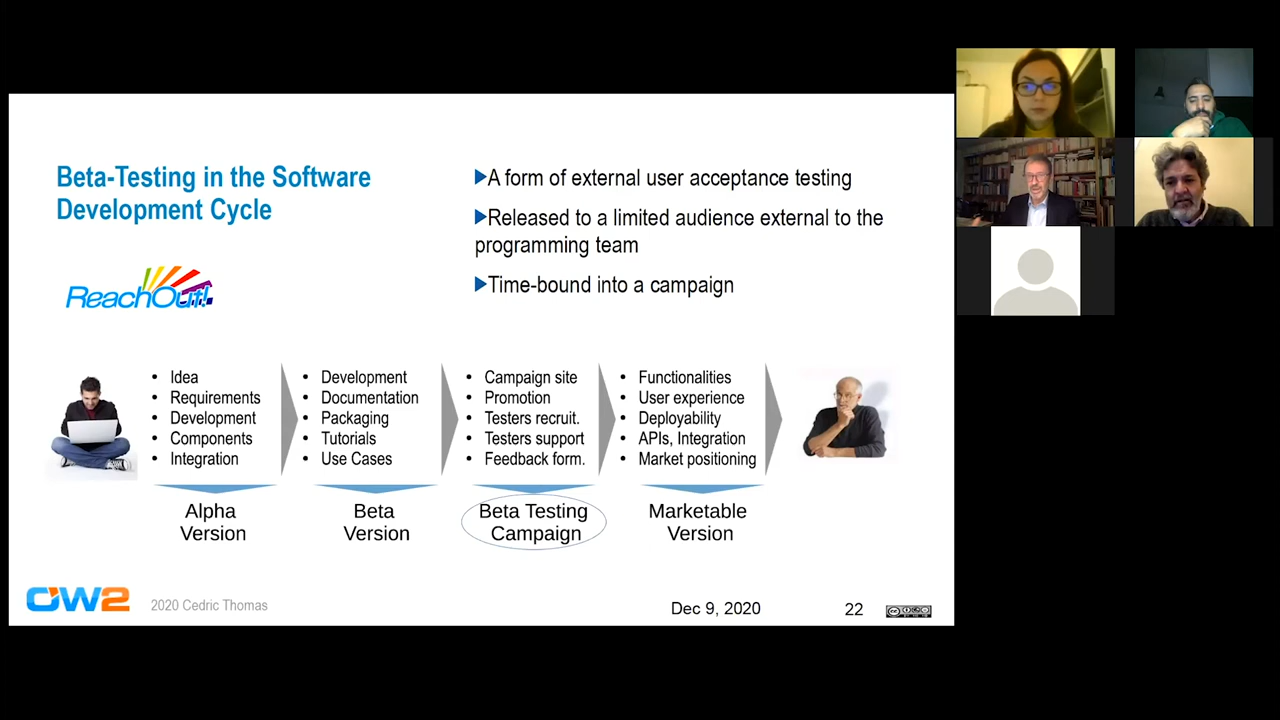 Beta-Testing in the Software
Development Cycle
ReachOut!
▶A form of external user acceptance testing
▶Released to a limited audience external to the
programming team
▶Time-bound into a campaign
• Idea
• Requirements
• Development
• Components
• Integration
Alpha
Version
• Development
• Documentation
• Packaging
• Tutorials
• Use Cases
Beta
Version
• Campaign site
• Promotion
• Testers recruit.
• Testers support
• Feedback form.
Beta Testing
Campaign
• Functionalities
• User experience
• Deployability
• APIs, Integration
• Market positioning
Marketable
Version
OW2
2020 Cedric Thomas
Dec 9, 2020
22